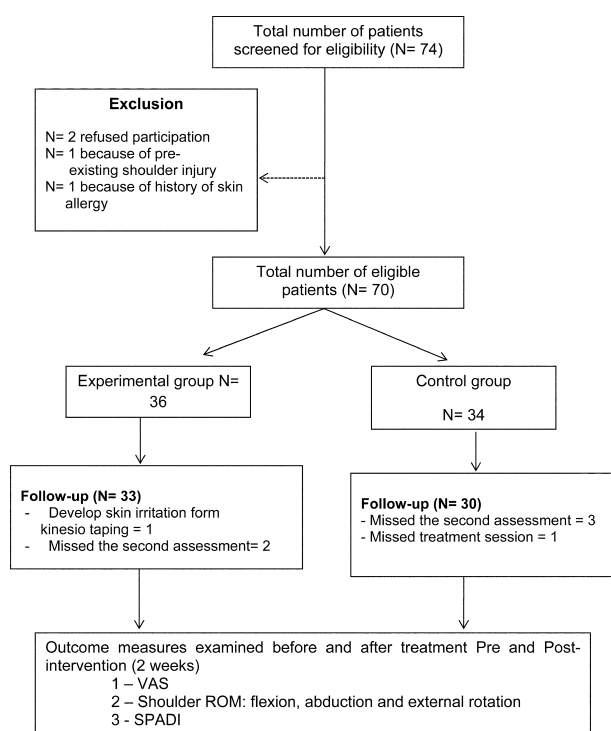 Total number of patients
screened for eligibility (N= 74)
Exclusion
N= 2 refused participation
N= 1 because of pre-
existing shoulder injury
N= 1 because of history of skin
allergy
Total number of eligible
patients (N= 70)
Experimental group N=
36
Control group
N= 34
Follow-up (N= 33)
- Develop skin irritation form
kinesio taping = 1
- Missed the second assessment= 2
Follow-up (N= 30)
- Missed the second assessment = 3
- Missed treatment session = 1
Outcome measures examined before and after treatment Pre and Post-
intervention (2 weeks)
1 – VAS
2 – Shoulder ROM: flexion, abduction and external rotation
3 - SPADI